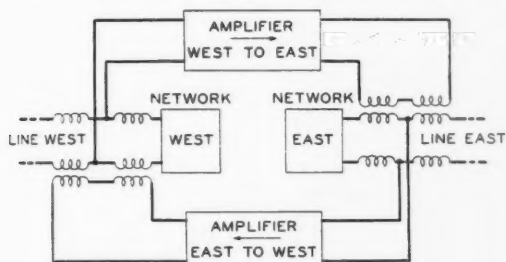 AMPLIFIER
WEST TO EAST
NETWORK
NETWORK
LINE WEST
WEST
EAST
LINE EAST
AMPLIFIER
EAST TO WEST